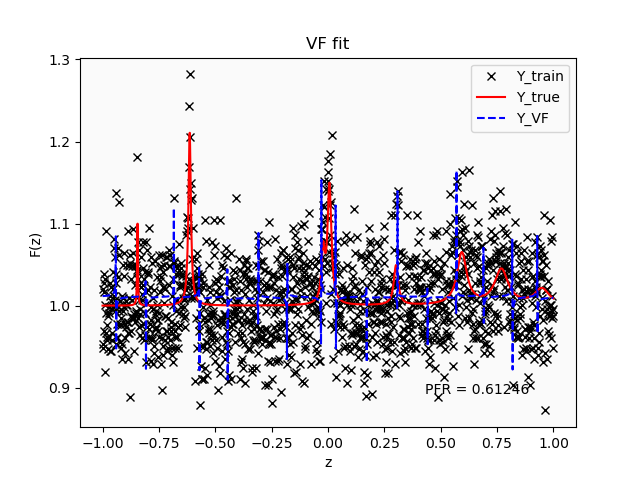 VF fit
1.3
1.2
1.1
1.0
0.9
F(z)
Y_train
Y_true
Y_VF
PFR = 0.61246
−1.00 −0.75 −0.50 −0.25 0.00 0.25 0.50 0.75 1.00
z